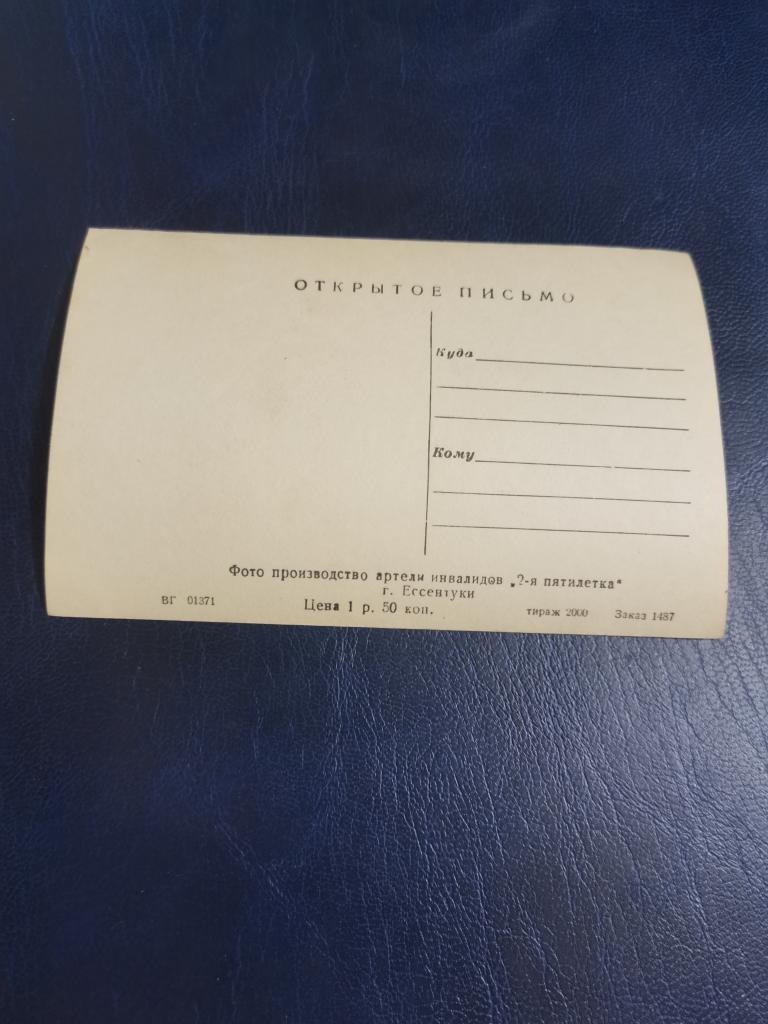 ОТКРЫТОЕ ПИСЬМО
Куда
Кому
Фото производство артели инвалидов „2-я пятилетка“
г. Ессентуки
ВГ 01371 Цена 1 р. 50 коп. тираж 2000 Заказ 1487